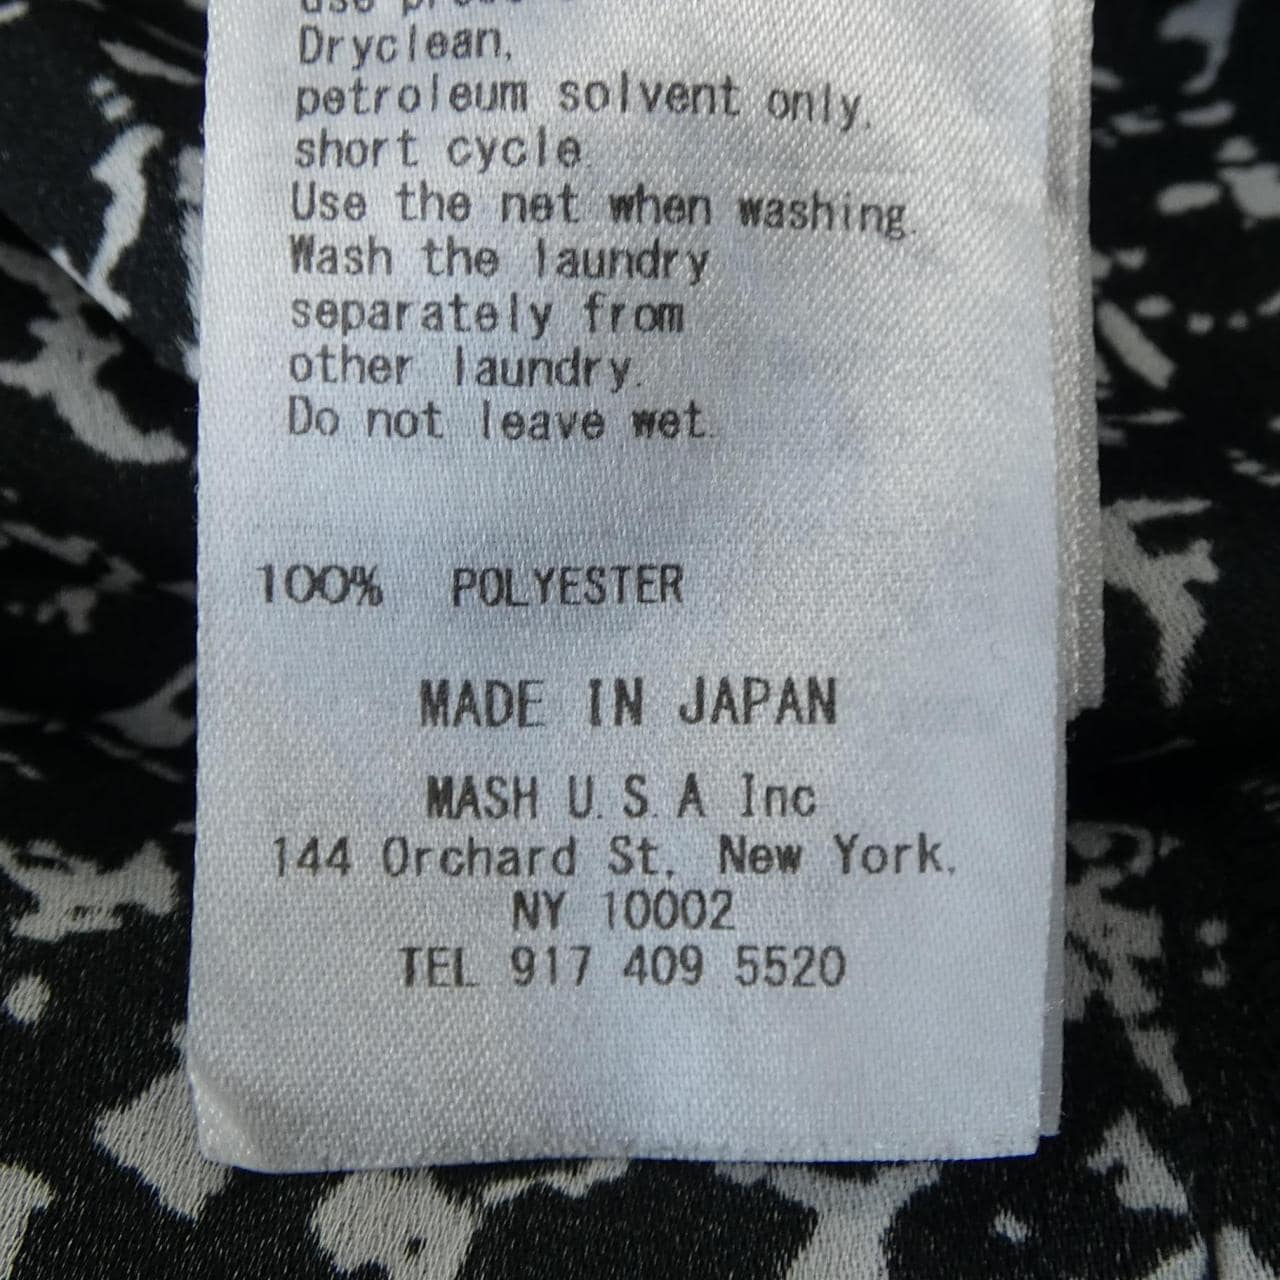 Dryclean,
petroleum solvent only,
short cycle.
Use the net when washing.
Wash the laundry
separately from
other laundry.
Do not leave wet.
100% POLYESTER
MADE IN JAPAN
MASH U.S.A Inc
144 Orchard St, New York,
NY 10002
TEL 917 409 5520